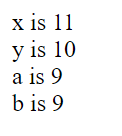 x is 11
y is 10
a is 9
b is 9